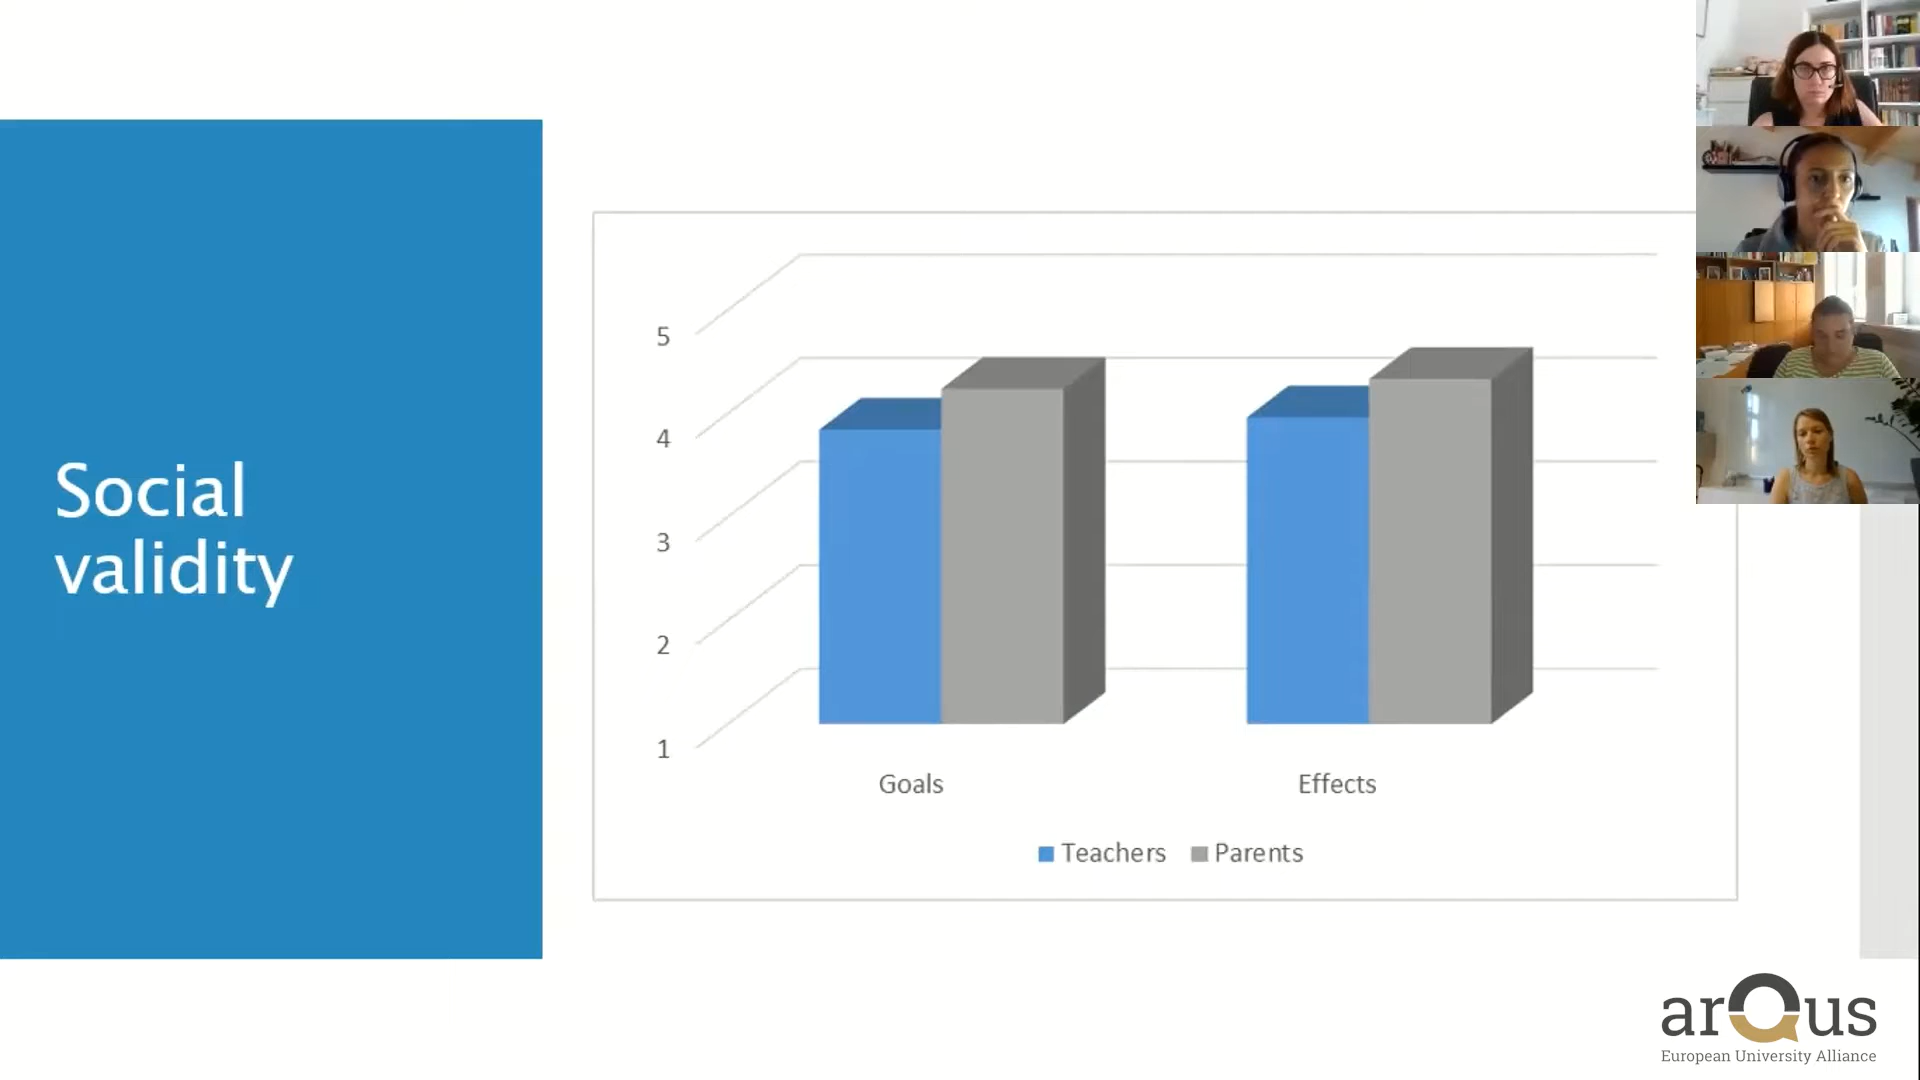 Social
validity
5
4
3
2
1
Goals
Effects
Teachers
Parents
arQus
European University Alliance